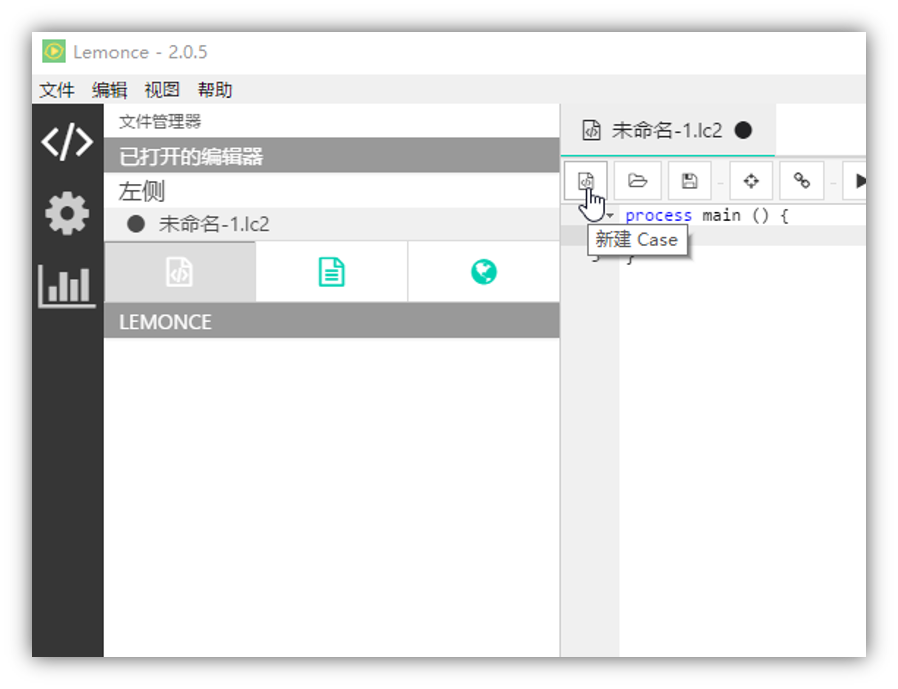 Lemonce - 2.0.5
文件 编辑 视图 帮助
文件管理器
已打开的编辑器
左侧
未命名-1.lc2
LEMONCE
未命名-1.lc2
process main () {
新建 Case
3 }